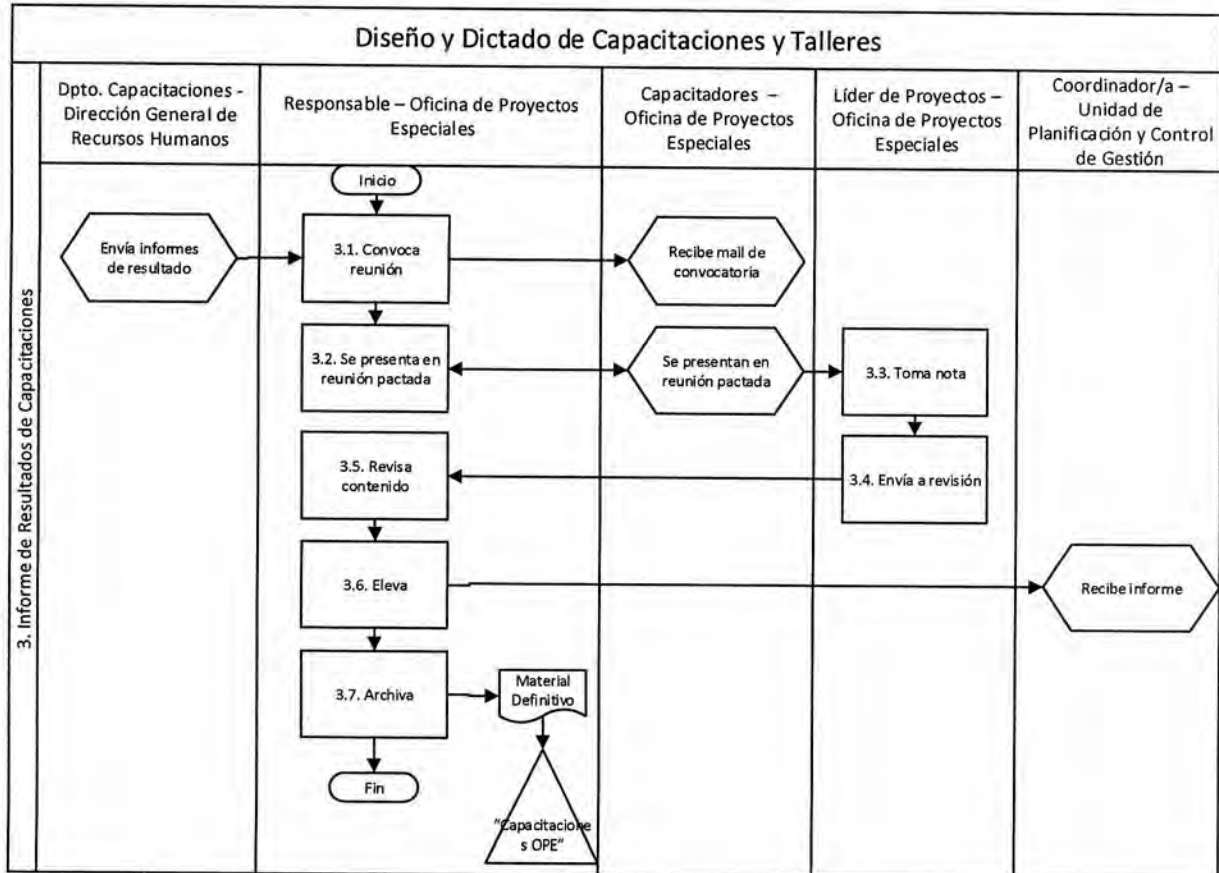 Diseño y Dictado de Capacitaciones y Talleres
3. Informe de Resultados de Capacitaciones
Dpto. Capacitaciones -
Dirección General de
Recursos Humanos
Responsable – Oficina de Proyectos
Especiales
Capacitadores –
Oficina de Proyectos
Especiales
Líder de Proyectos –
Oficina de Proyectos
Especiales
Coordinador/a –
Unidad de
Planificación y Control
de Gestión
Inicio
Envía informes
de resultado
3.1. Convoca
reunión
Recibe mail de
convocatoria
3.2. Se presenta en
reunión pactada
Se presentan en
reunión pactada
3.3. Toma nota
3.5. Revisa
contenido
3.4. Envía a revisión
3.6. Eleva
Recibe informe
3.7. Archiva
Material
Definitivo
Fin
"Capacitacione
s OPE"